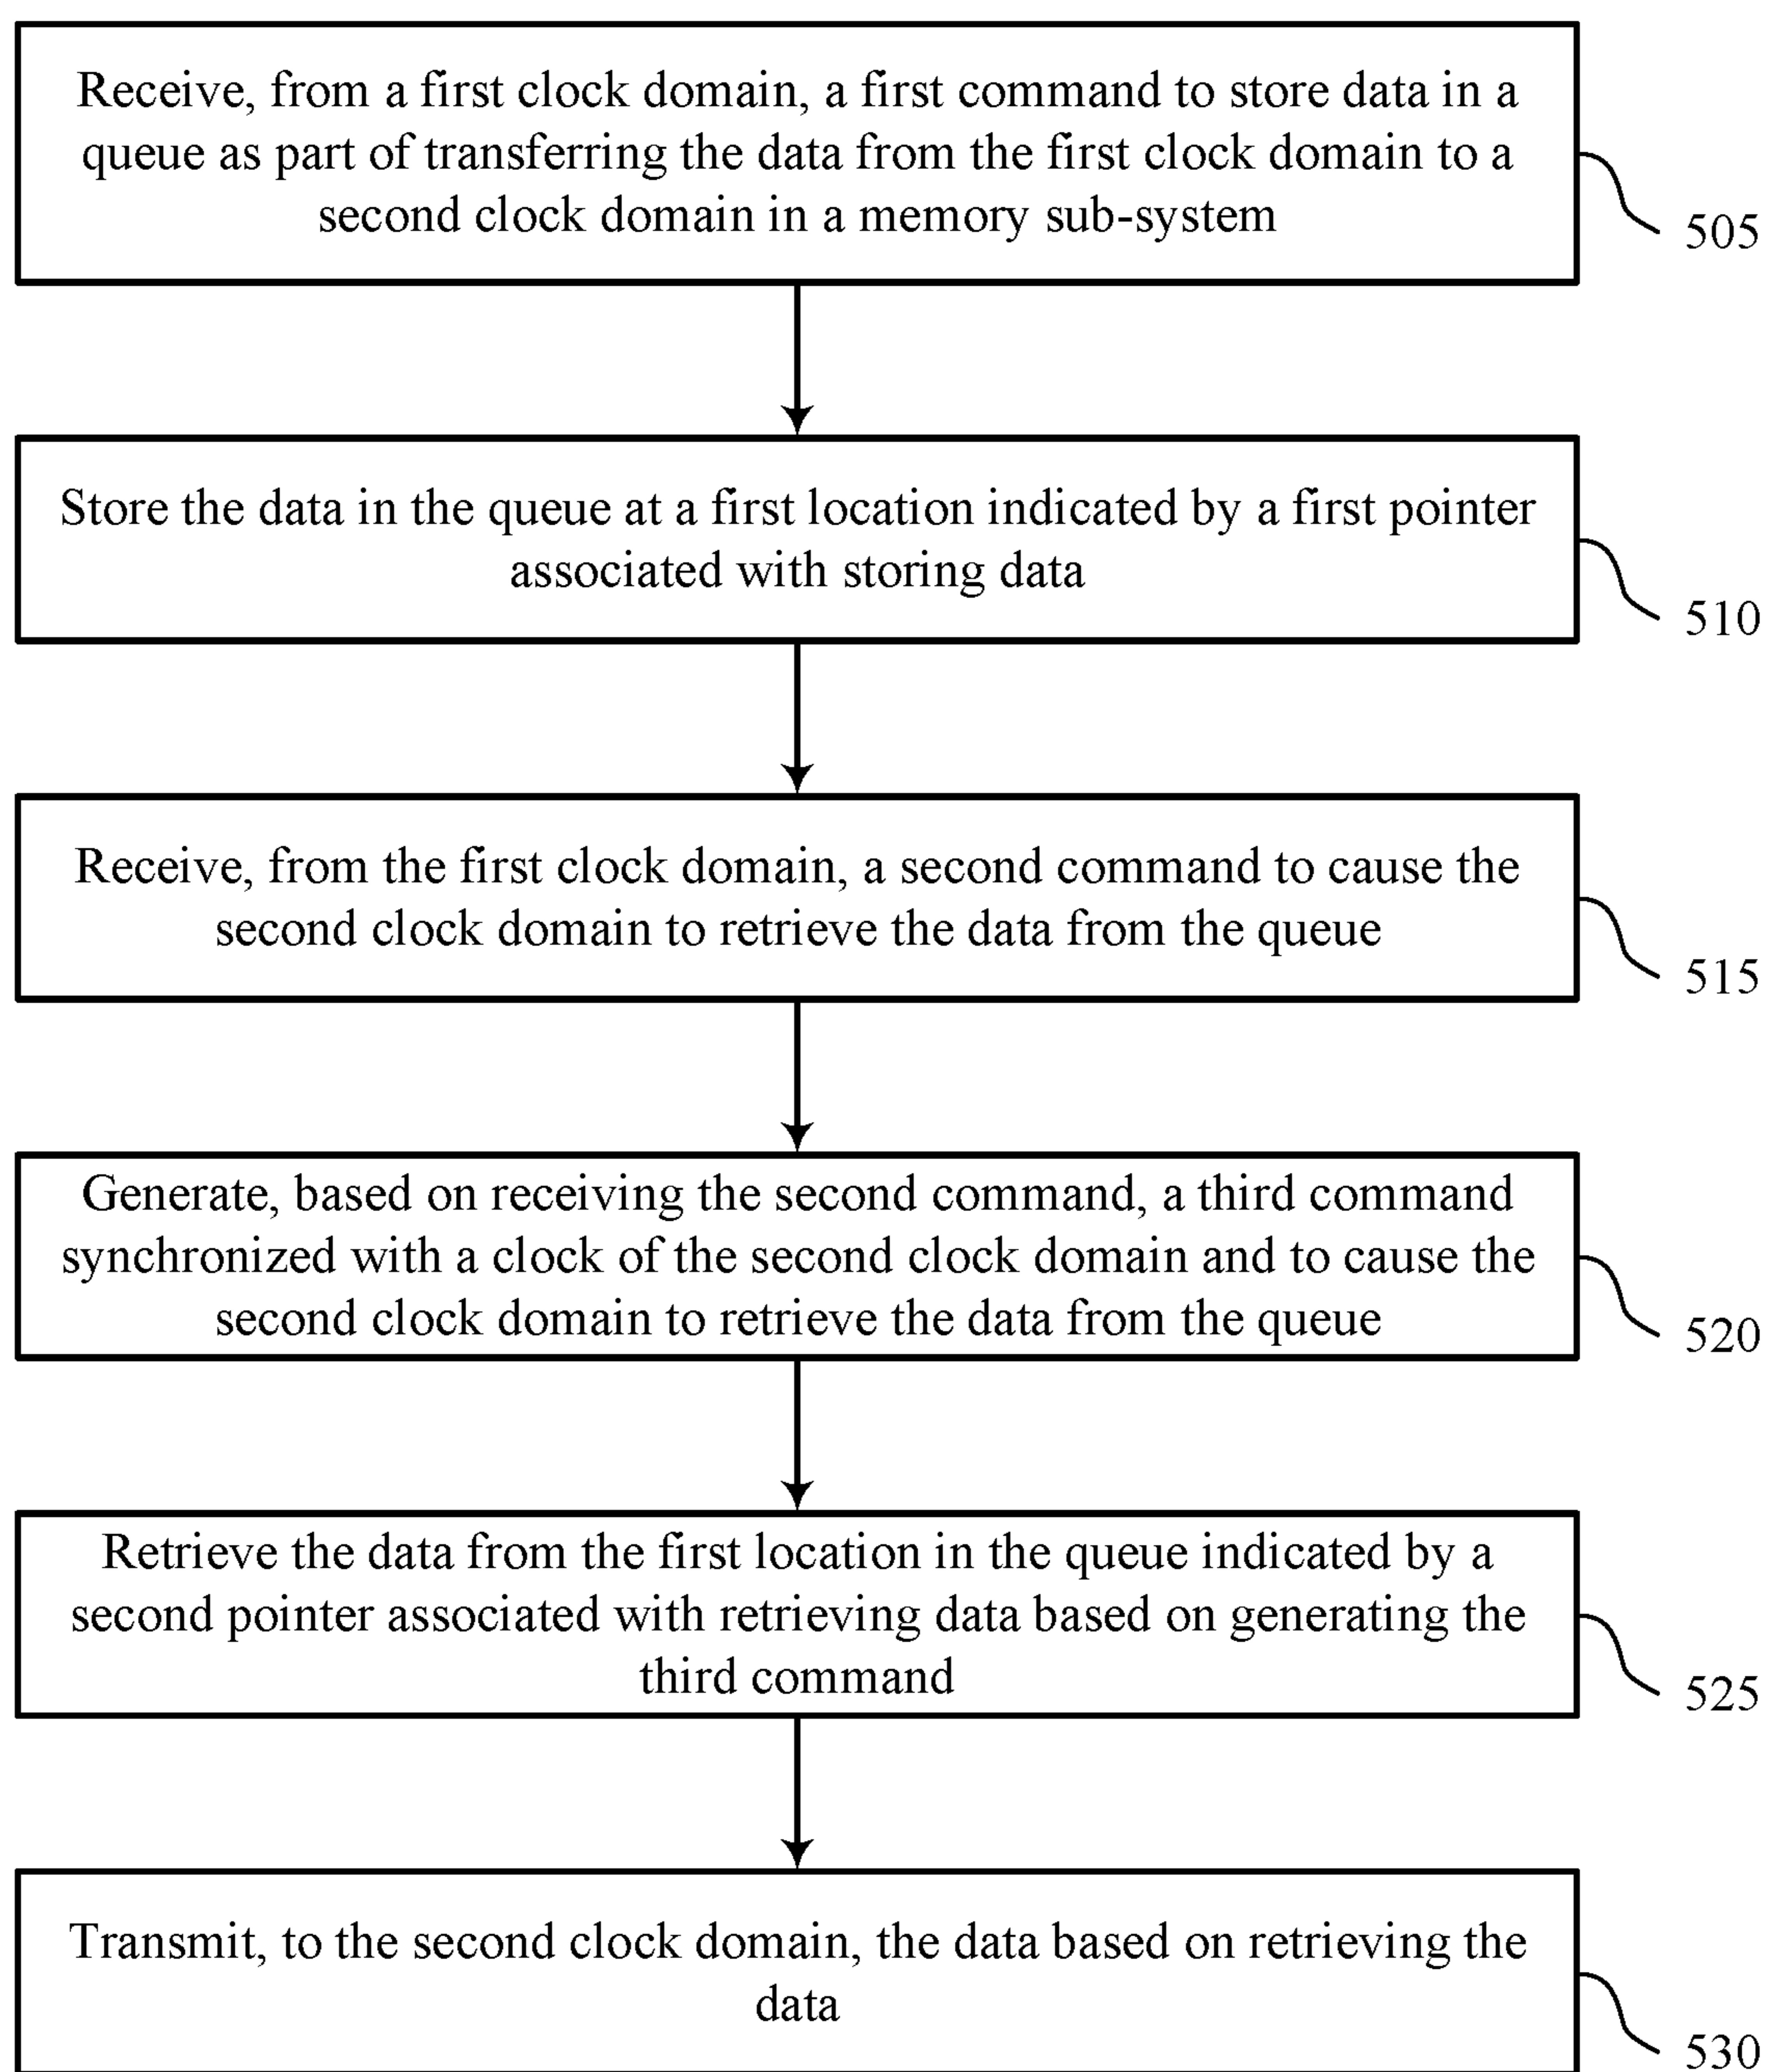 Receive, from a first clock domain, a first command to store data in a
queue as part of transferring the data from the first clock domain to a
second clock domain in a memory sub-system
505
Store the data in the queue at a first location indicated by a first pointer
associated with storing data
510
Receive, from the first clock domain, a second command to cause the
second clock domain to retrieve the data from the queue
515
Generate, based on receiving the second command, a third command
synchronized with a clock of the second clock domain and to cause the
second clock domain to retrieve the data from the queue
520
Retrieve the data from the first location in the queue indicated by a
second pointer associated with retrieving data based on generating the
third command
525
Transmit, to the second clock domain, the data based on retrieving the
data
530